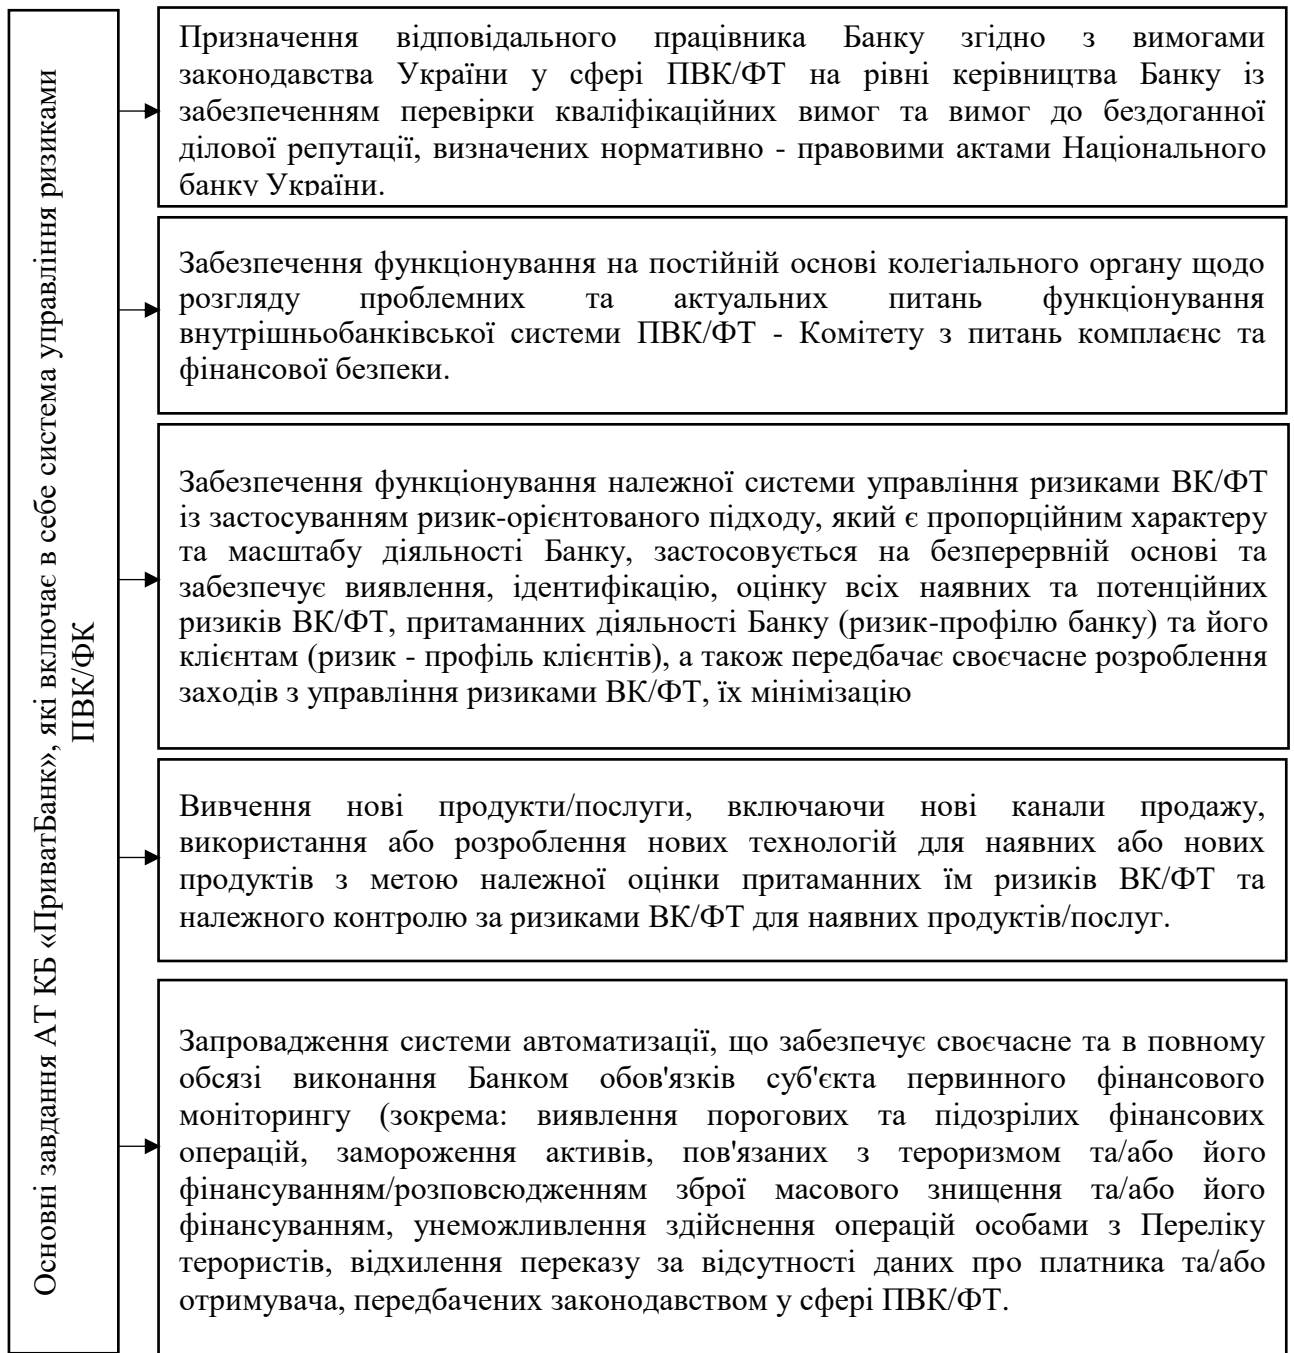 Основні завдання АТ КБ «ПриватБанк», які включає в себе система управління ризиками
ПВК/ФК
Призначення відповідального працівника Банку згідно з вимогами
законодавства України у сфері ПВК/ФТ на рівні керівництва Банку із
забезпеченням перевірки кваліфікаційних вимог та вимог до бездоганної
ділової репутації, визначених нормативно - правовими актами Національного
банку України.
Забезпечення функціонування на постійній основі колегіального органу щодо
розгляду проблемних та актуальних питань функціонування
внутрішньобанківської системи ПВК/ФТ - Комітету з питань комплаєнс та
фінансової безпеки.
Забезпечення функціонування належної системи управління ризиками ВК/ФТ
із застосуванням ризик-орієнтованого підходу, який є пропорційним характеру
та масштабу діяльності Банку, застосовується на безперервній основі та
забезпечує виявлення, ідентифікацію, оцінку всіх наявних та потенційних
ризиків ВК/ФТ, притаманних діяльності Банку (ризик-профілю банку) та його
клієнтам (ризик - профіль клієнтів), а також передбачає своєчасне розроблення
заходів з управління ризиками ВК/ФТ, їх мінімізацію
Вивчення нові продукти/послуги, включаючи нові канали продажу,
використання або розроблення нових технологій для наявних або нових
продуктів з метою належної оцінки притаманних їм ризиків ВК/ФТ та
належного контролю за ризиками ВК/ФТ для наявних продуктів/послуг.
Запровадження системи автоматизації, що забезпечує своєчасне та в повному
обсязі виконання Банком обов'язків суб'єкта первинного фінансового
моніторингу (зокрема: виявлення порогових та підозрілих фінансових
операцій, замороження активів, пов'язаних з тероризмом та/або його
фінансуванням/розповсюдженням зброї масового знищення та/або його
фінансуванням, унеможливлення здійснення операцій особами з Переліку
терористів, відхилення переказу за відсутності даних про платника та/або
отримувача, передбачених законодавством у сфері ПВК/ФТ.